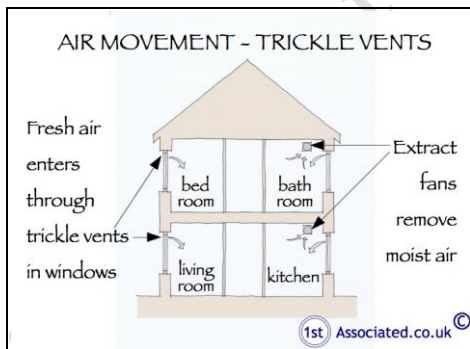 AIR MOVEMENT - TRICKLE VENTS
Fresh air
enters
through
trickle vents
in windows
bed
room
bath
room
living
room
kitchen
Extract
fans
remove
moist air
1st Associated.co.uk ©